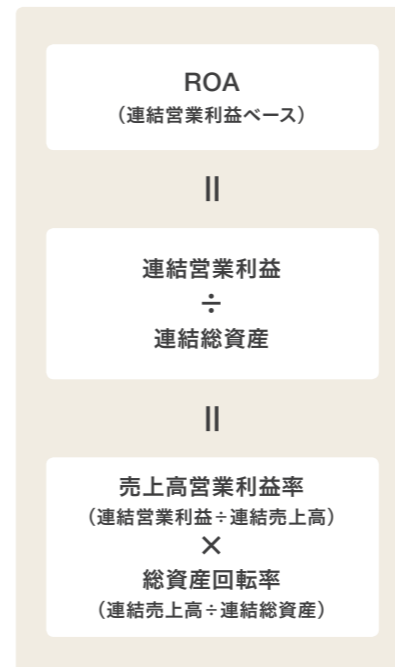 ROA
（連結営業利益ベース）
||
連結営業利益
÷
連結総資産
||
売上高営業利益率
（連結営業利益÷連結売上高）
×
総資産回転率
（連結売上高÷連結総資産）